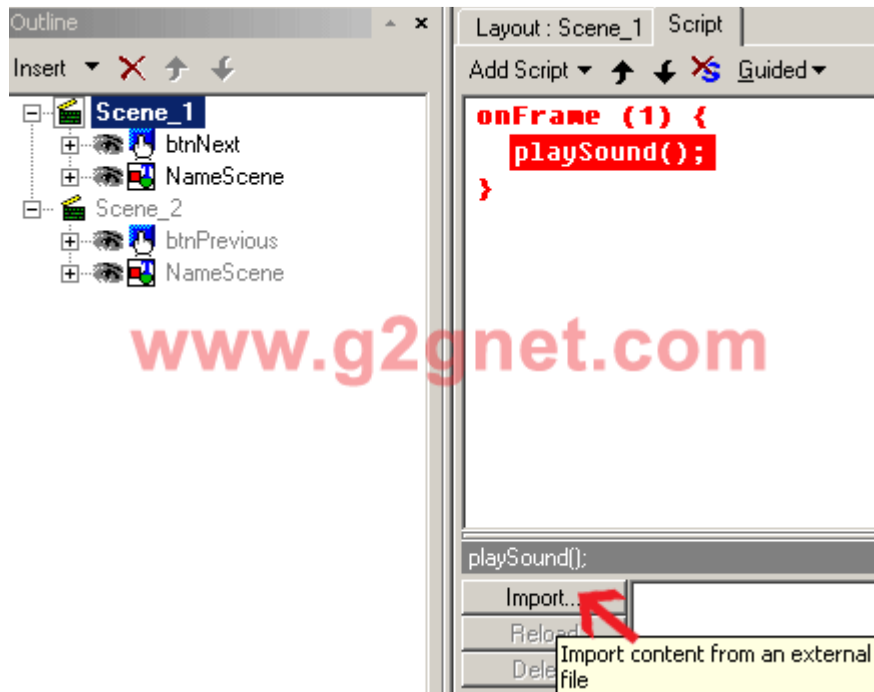 Outline
Insert
Scene_1
btnNext
NameScene
Scene_2
btnPrevious
NameScene
Layout : Scene_1 Script
Add Script Guided
onFrame (1) {
playSound();
}
www.g2gnet.com
playSound();
Import...
Reload
Dele
Import content from an external
file